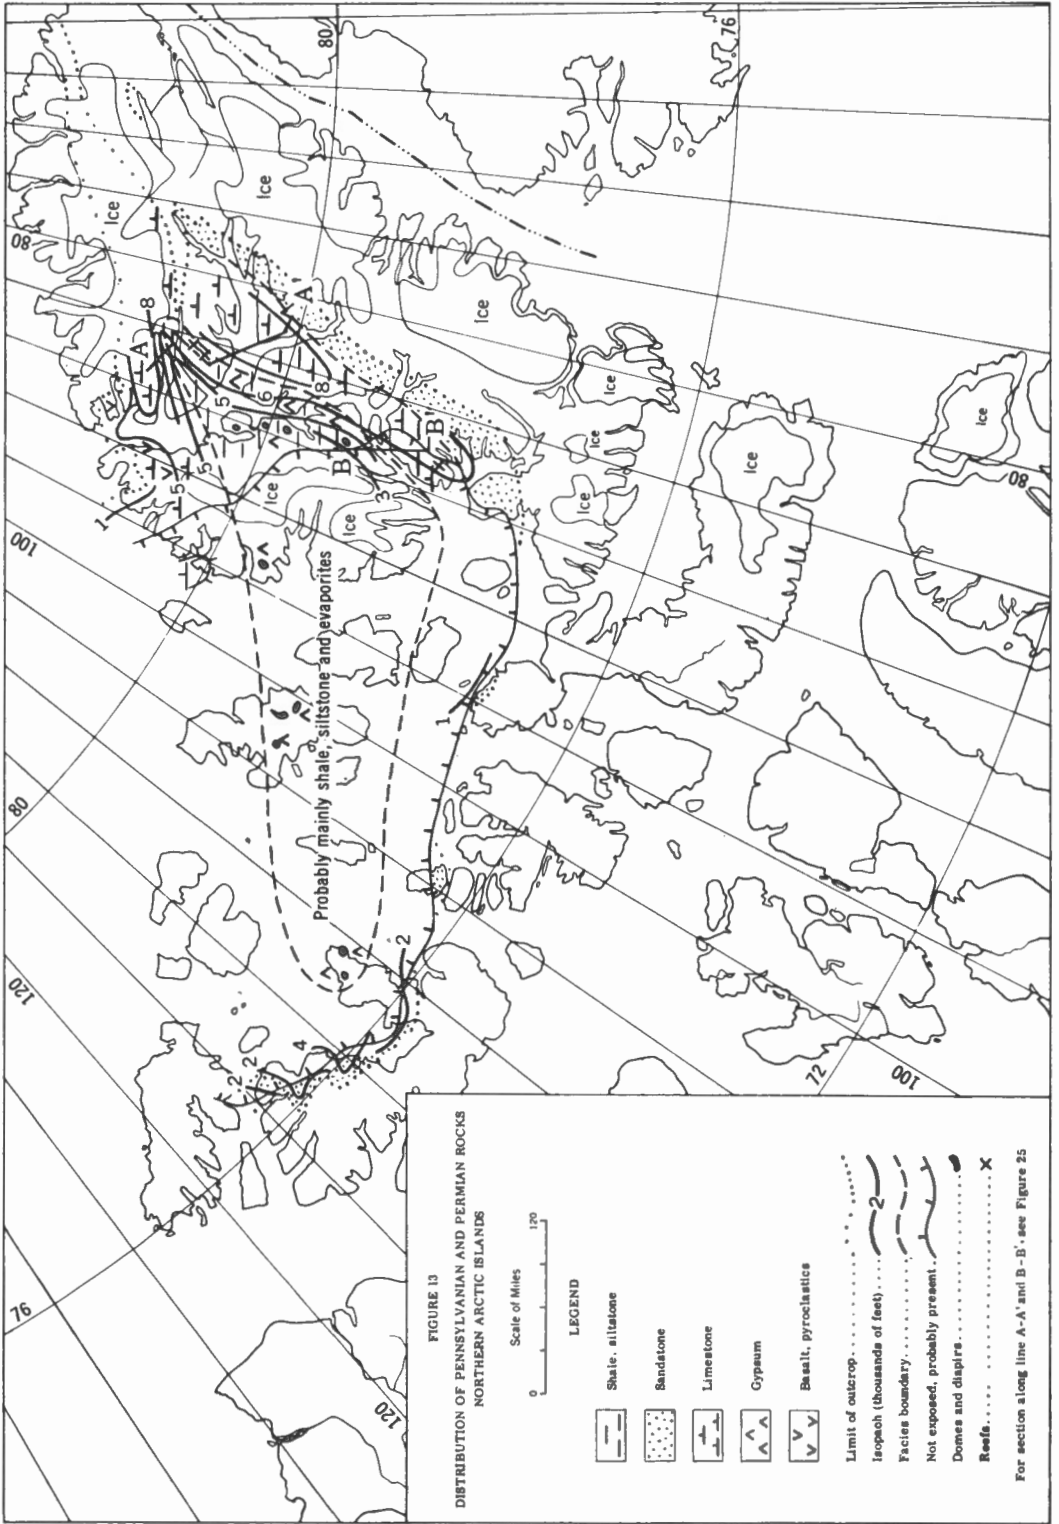 80
76
Ice
Ice
80
8
A
A'
Ice
5
6
8
B
B'
5
5
3
1
Ice
Ice
Ice
Ice
Ice
Ice
Ice
80
100
Probably mainly shale, siltstone and evaporites
1
80
2
120
4
2
2
72
100
76
120
FIGURE 13
DISTRIBUTION OF PENNSYLVANIAN AND PERMIAN ROCKS
NORTHERN ARCTIC ISLANDS
Scale of Miles
0 120
LEGEND
Shale, siltstone
Sandstone
Limestone
Gypsum
Basalt, pyroclastics
Limit of outcrop
Isopach (thousands of feet) 2
Facies boundary
Not exposed, probably present
Domes and diapirs
Reefs X
For section along line A-A' and B-B' see Figure 25